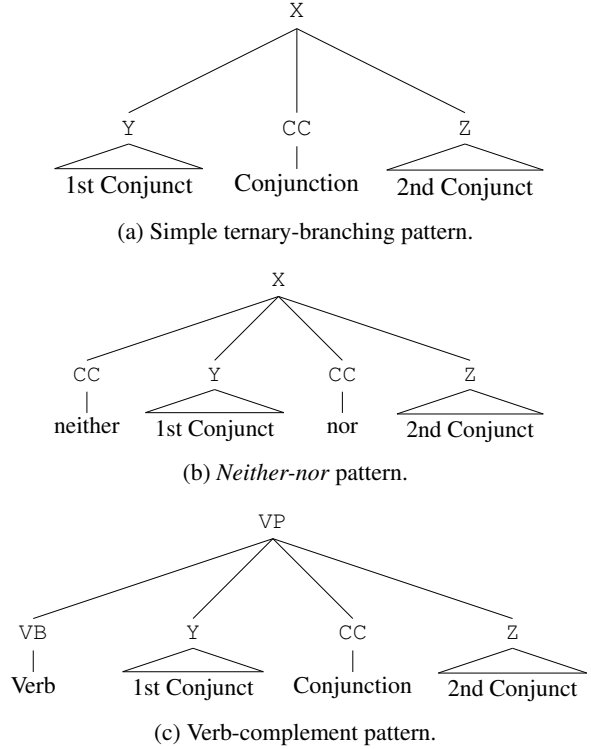 X
Y CC Z
1st Conjunct Conjunction 2nd Conjunct
(a) Simple ternary-branching pattern.
X
CC Y CC Z
neither 1st Conjunct nor 2nd Conjunct
(b) Neither-nor pattern.
VP
VB Y CC Z
Verb 1st Conjunct Conjunction 2nd Conjunct
(c) Verb-complement pattern.